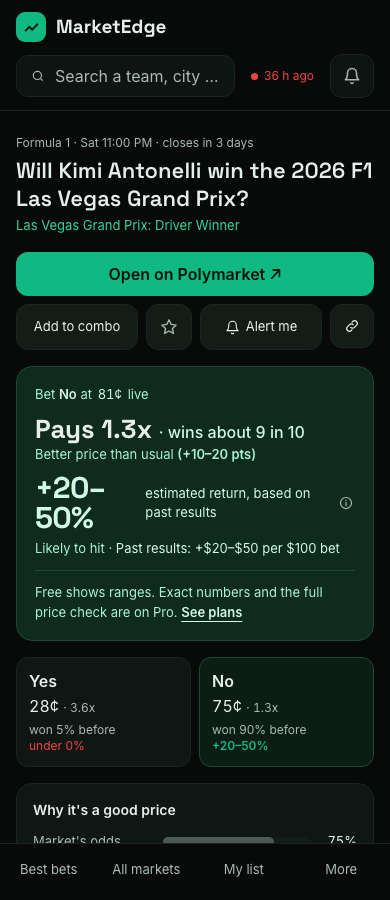 MarketEdge
Search a team, city ...
36 h ago
Formula 1 · Sat 11:00 PM · closes in 3 days
Will Kimi Antonelli win the 2026 F1
Las Vegas Grand Prix?
Las Vegas Grand Prix: Driver Winner
Open on Polymarket ↗
Add to combo
Alert me
Bet No at 81¢ live
Pays 1.3x · wins about 9 in 10
Better price than usual (+10–20 pts)
+20–
50%
estimated return, based on
past results
Likely to hit · Past results: +$20–$50 per $100 bet
Free shows ranges. Exact numbers and the full
price check are on Pro. See plans
Yes
28¢ · 3.6x
won 5% before
under 0%
No
75¢ · 1.3x
won 90% before
+20–50%
Why it's a good price
Market's odds
75%
Best bets
All markets
My list
More